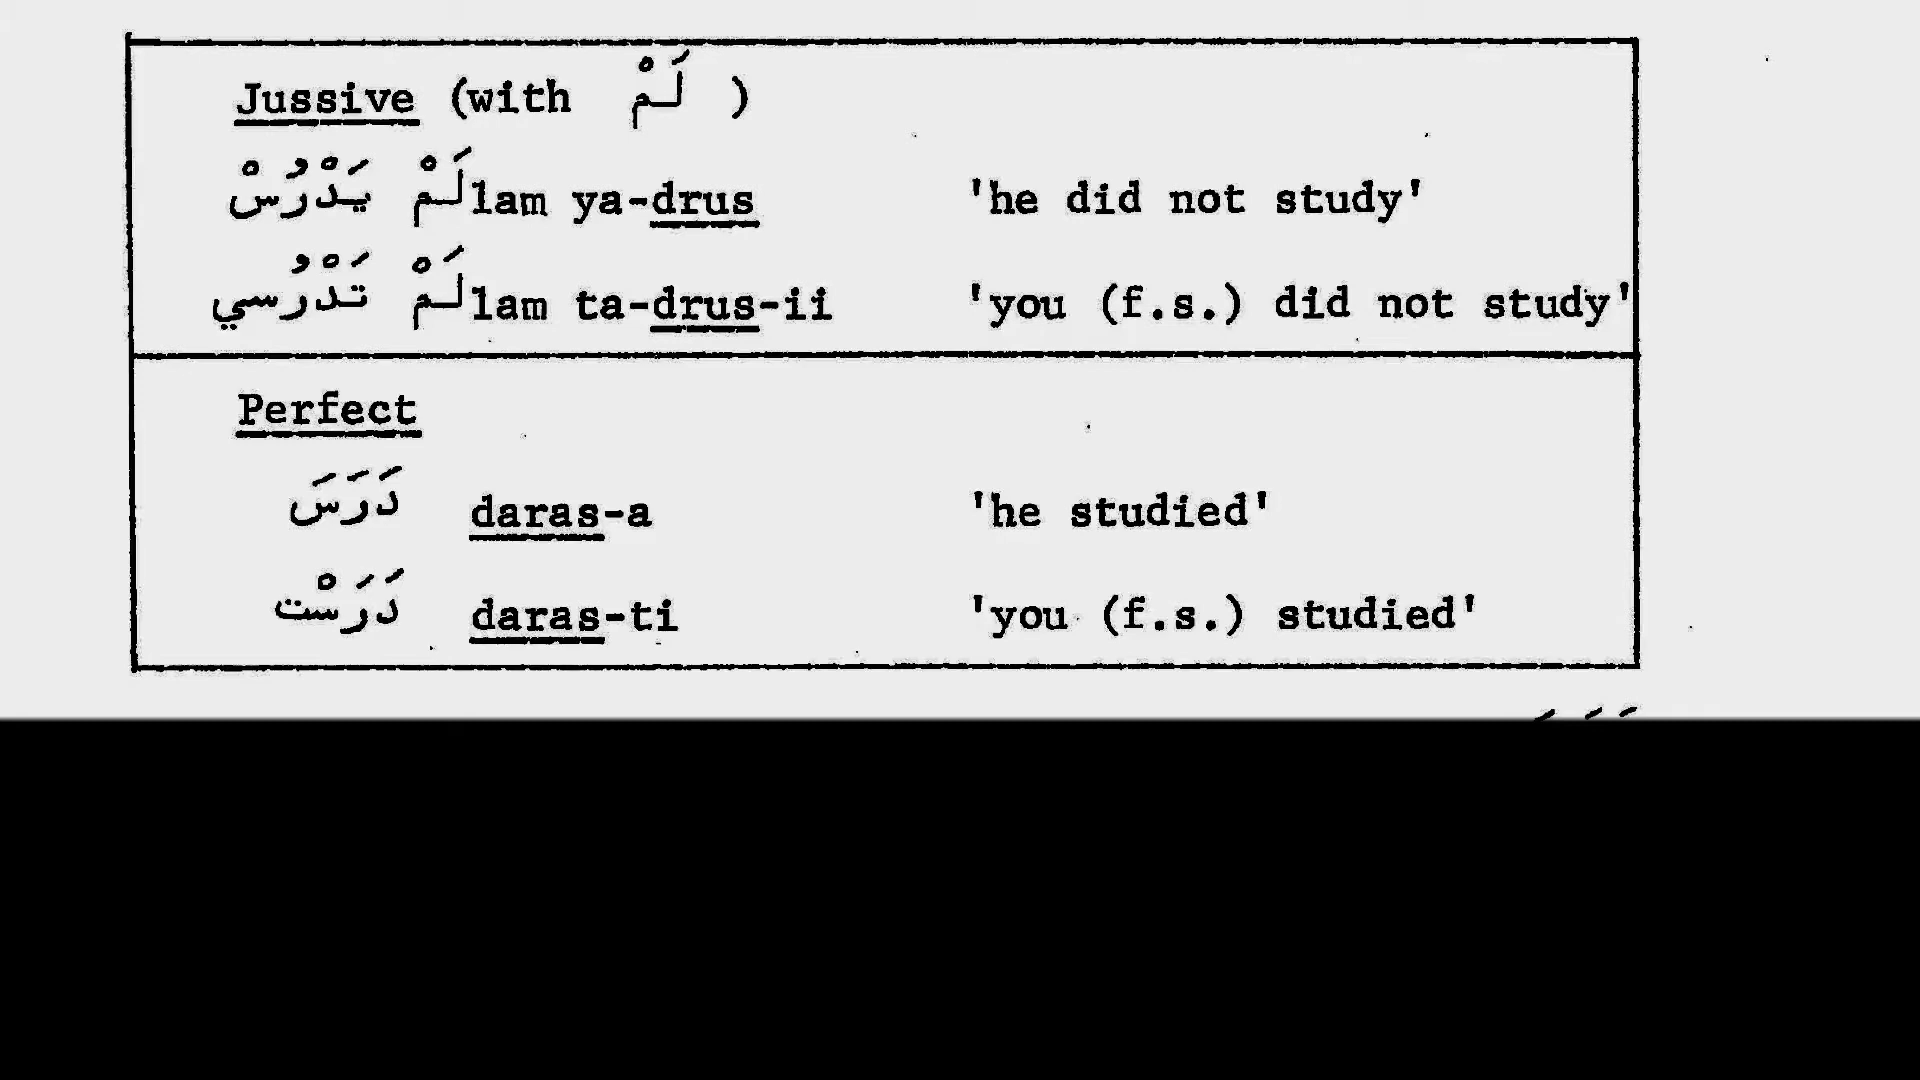 Jussive (with لَمْ )
لَمْ يَدْرُسْ lam ya-drus 'he did not study'
لَمْ تَدْرُسي lam ta-drus-ii 'you (f.s.) did not study'
Perfect
دَرَسَ daras-a 'he studied'
دَرَسْت daras-ti 'you (f.s.) studied'